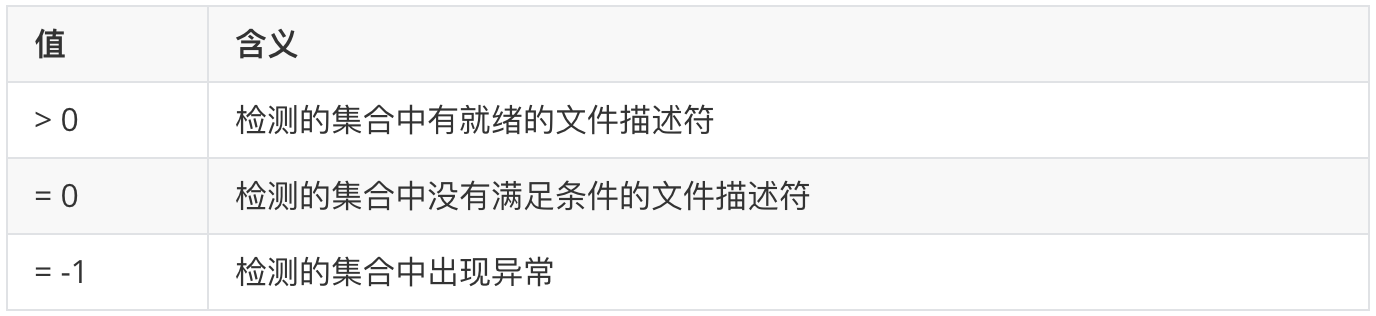 值 含义
> 0 检测的集合中有就绪的文件描述符
= 0 检测的集合中没有满足条件的文件描述符
= -1 检测的集合中出现异常